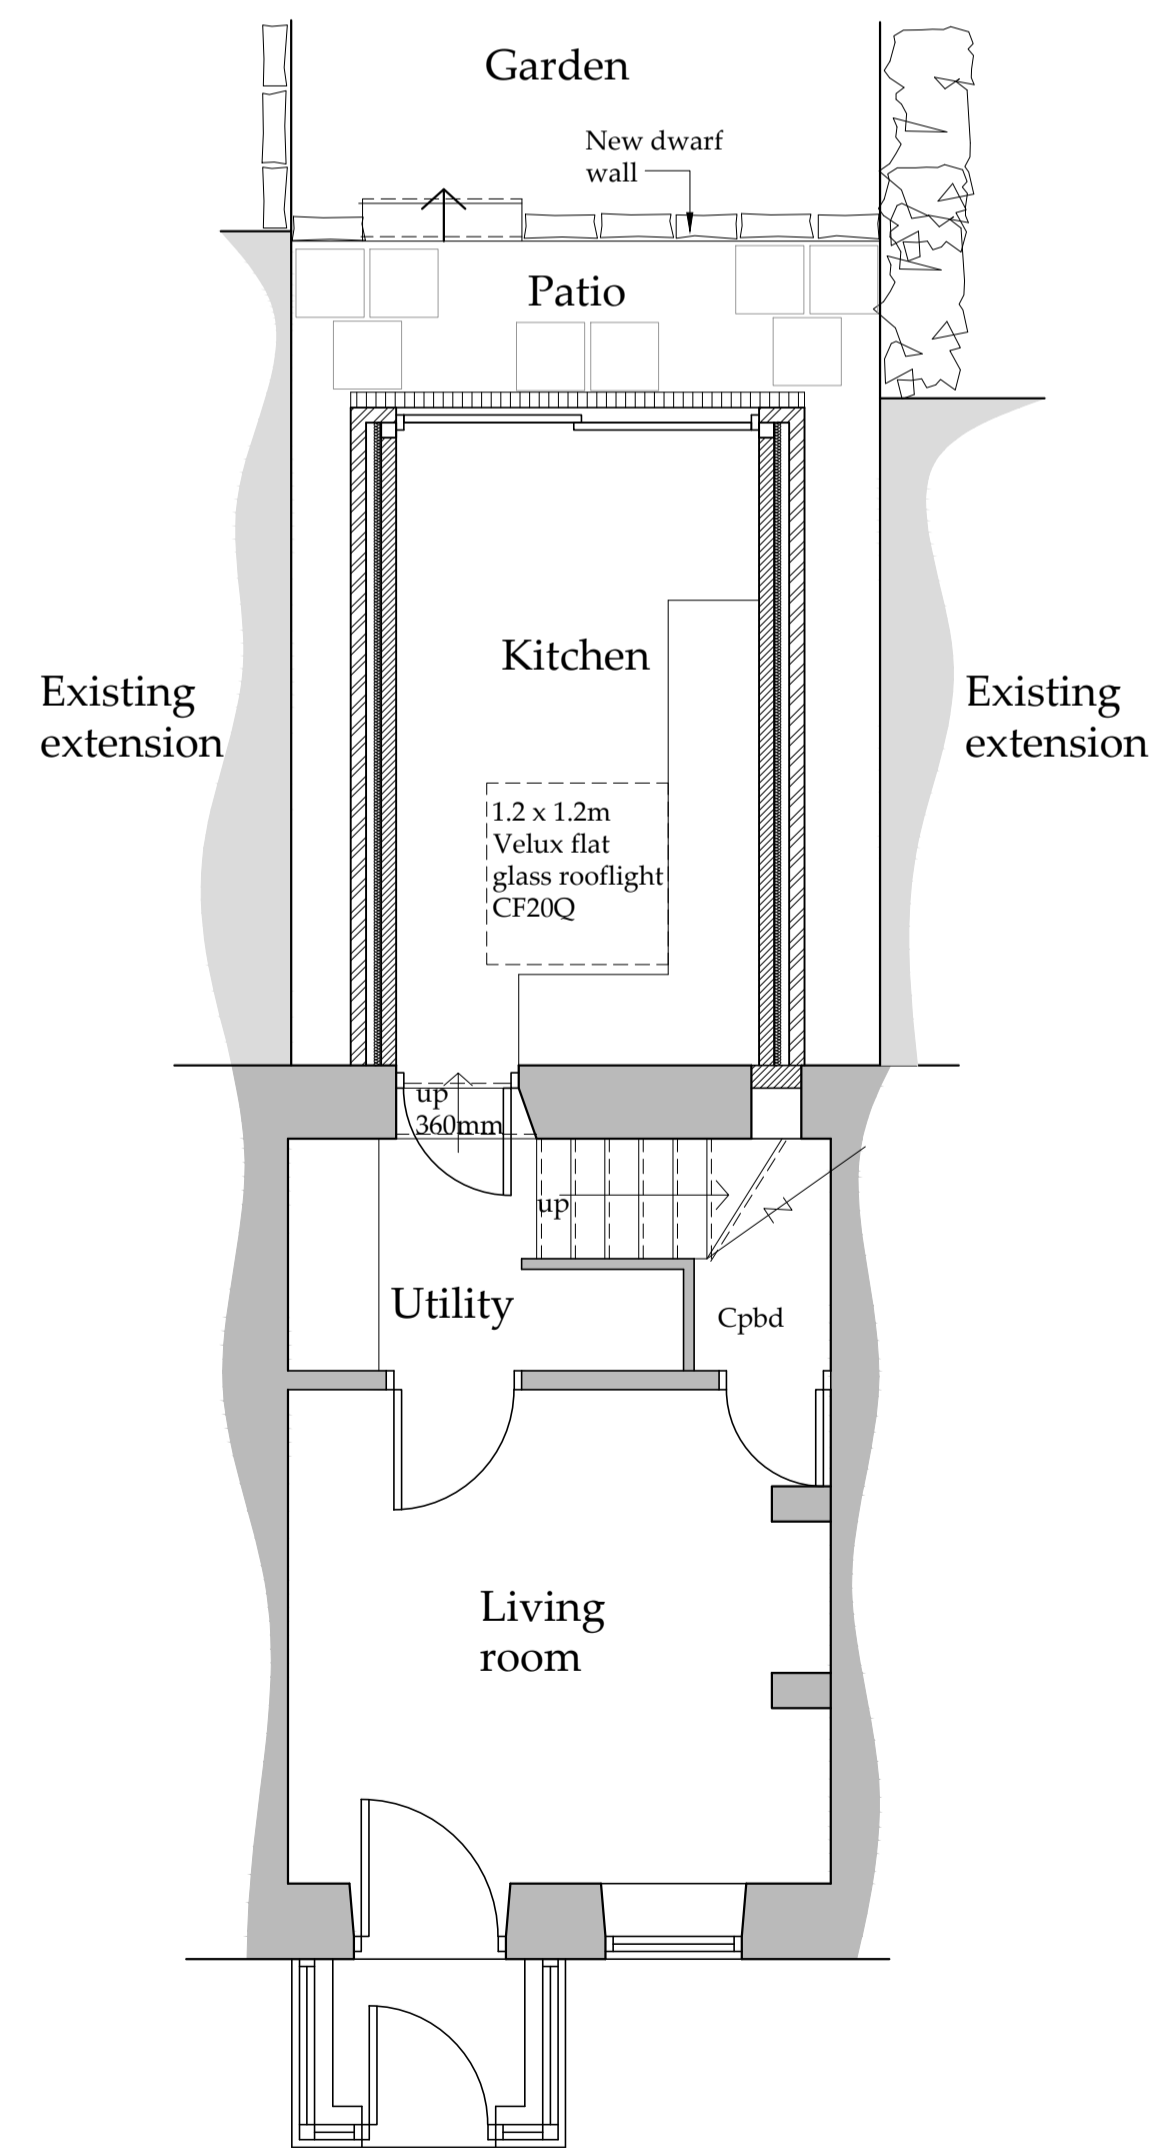 Garden
New dwarf
wall
Patio
Kitchen
Existing
extension
Existing
extension
1.2 x 1.2m
Velux flat
glass rooflight
CF20Q
up
360mm
up
Utility
Cpbd
Living
room